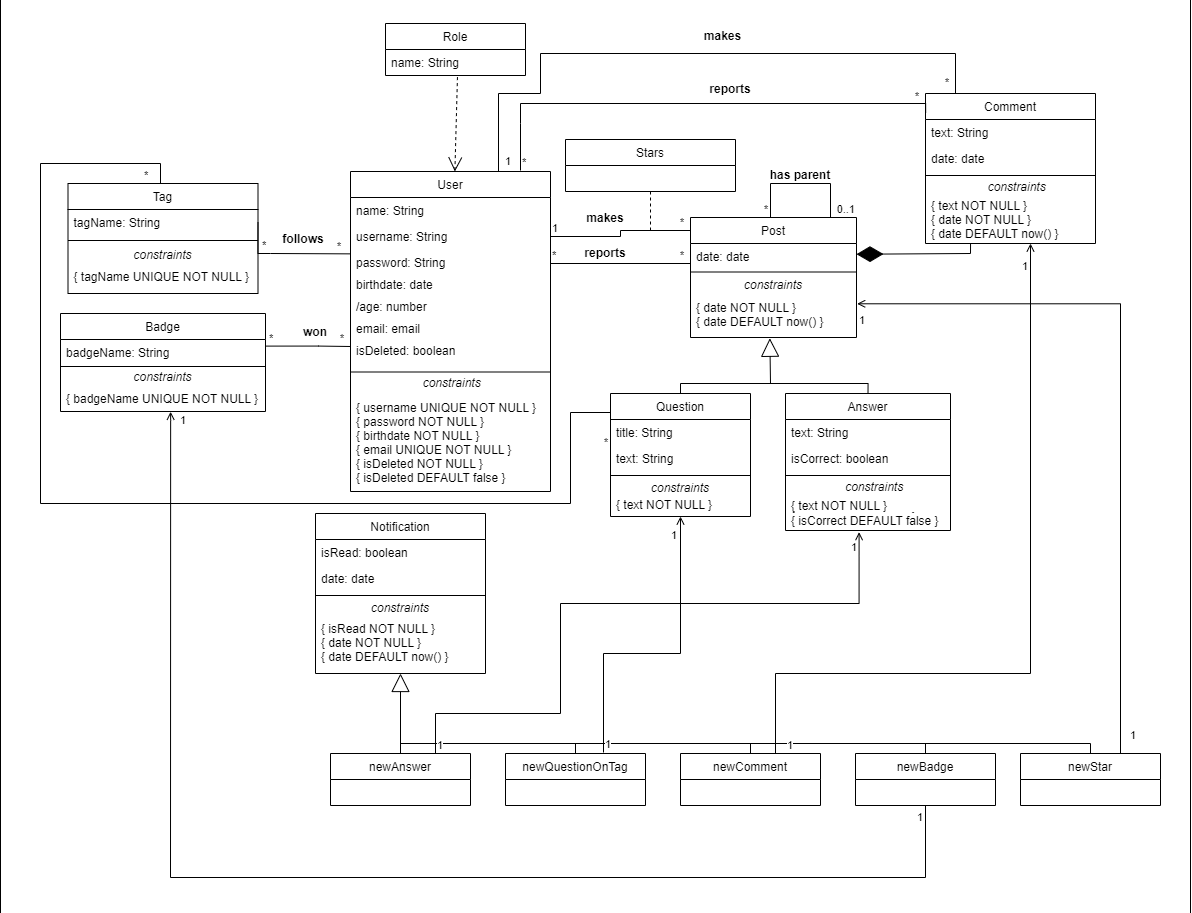 Role
name: String
makes
*
reports
*
Comment
text: String
date: date
constraints
{ text NOT NULL }
{ date NOT NULL }
{ date DEFAULT now() }
1
1
*
Stars
has parent
*
0..1
*
Tag
tagName: String
constraints
{ tagName UNIQUE NOT NULL }
*
follows
*
User
name: String
username: String
password: String
birthdate: date
/age: number
email: email
isDeleted: boolean
constraints
{ username UNIQUE NOT NULL }
{ password NOT NULL }
{ birthdate NOT NULL }
{ email UNIQUE NOT NULL }
{ isDeleted NOT NULL }
{ isDeleted DEFAULT false }
1
makes
*
*
reports
*
Post
date: date
constraints
{ date NOT NULL }
{ date DEFAULT now() }
1
Badge
badgeName: String
constraints
{ badgeName UNIQUE NOT NULL }
*
won
*
1
Question
title: String
text: String
constraints
{ text NOT NULL }
*
1
Answer
text: String
isCorrect: boolean
constraints
{ text NOT NULL }
{ isCorrect DEFAULT false }
1
Notification
isRead: boolean
date: date
constraints
{ isRead NOT NULL }
{ date NOT NULL }
{ date DEFAULT now() }
1
1
1
1
newAnswer
newQuestionOnTag
newComment
newBadge
newStar
1